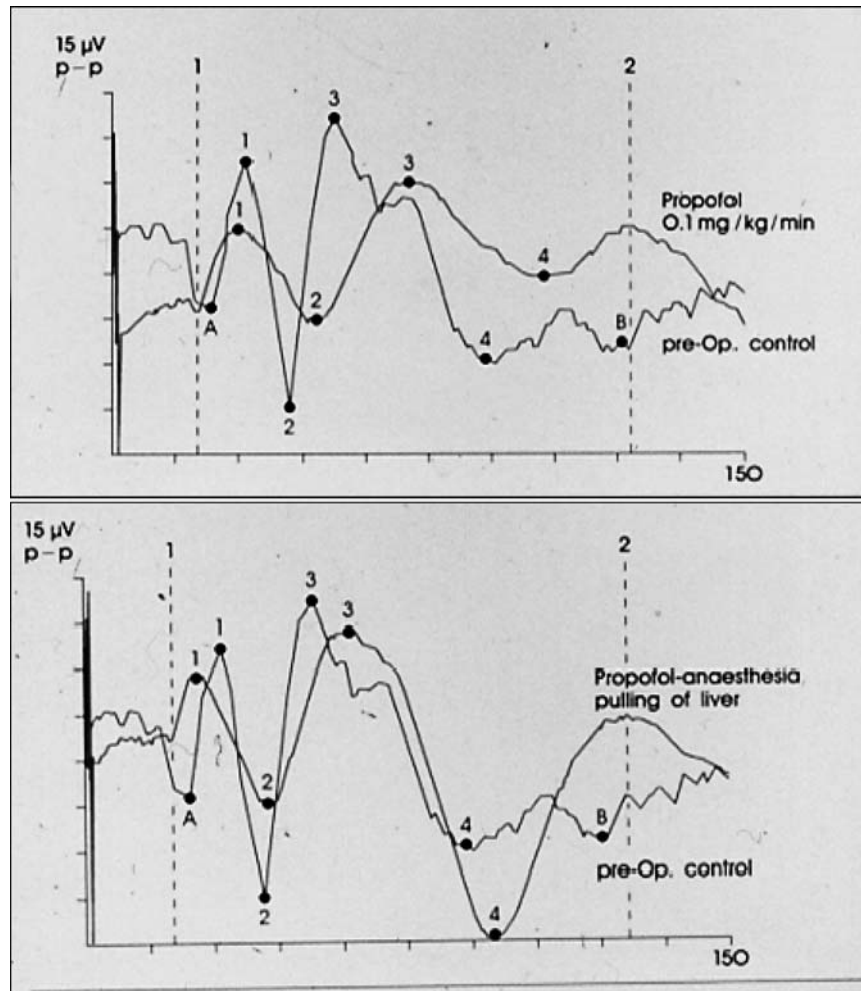 15 µV
p-p
1
2
3
1
3
1
Propofol
0.1 mg/kg/min
4
2
A
B
4
pre-Op. control
2
150
15 µV
p-p
1
2
3
3
1
1
Propofol-anaesthesia
pulling of liver
2
A
4
B
pre-Op. control
2
4
150